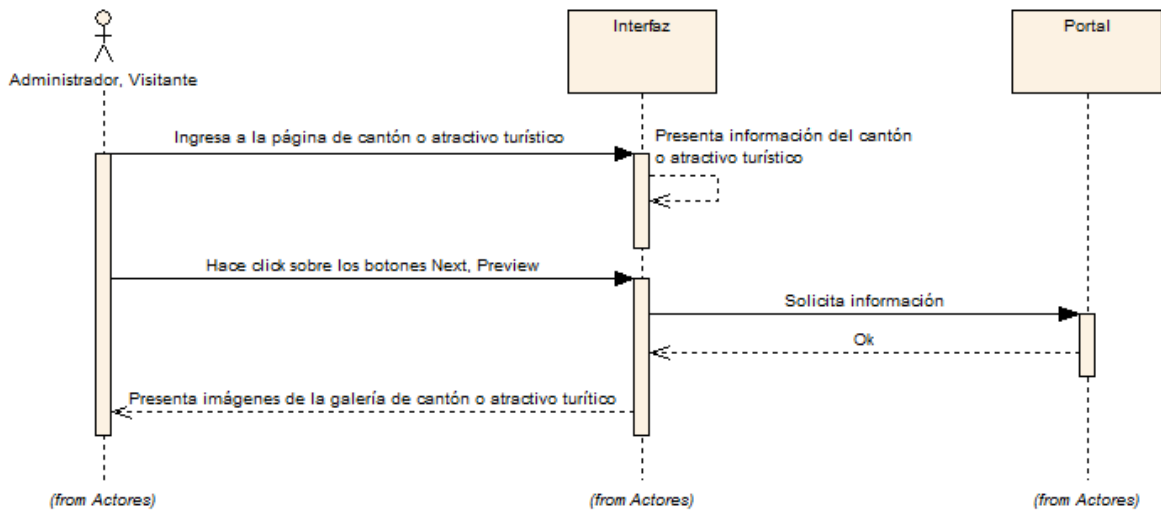 Interfaz
Portal
Administrador, Visitante
Ingresa a la página de cantón o atractivo turístico
Presenta información del cantón
o atractivo turístico
Hace click sobre los botones Next, Preview
Solicita información
Ok
Presenta imágenes de la galería de cantón o atractivo turítico
(from Actores)
(from Actores)
(from Actores)